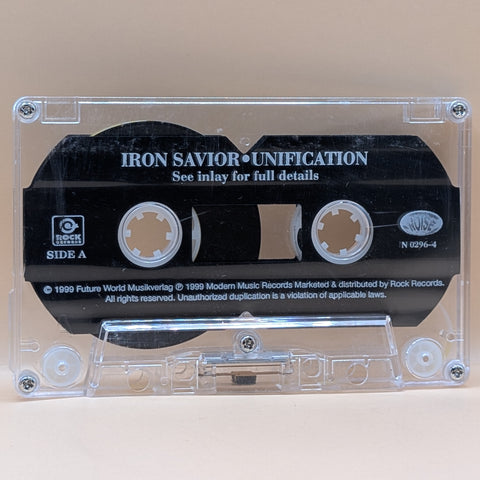 IRON SAVIOR•UNIFICATION
See inlay for full details
ROCK
RECORDS
SIDE A
NOISE
N 0296-4
© 1999 Future World Musikverlag ℗ 1999 Modern Music Records Marketed & distributed by Rock Records.
All rights reserved. Unauthorized duplication is a violation of applicable laws.